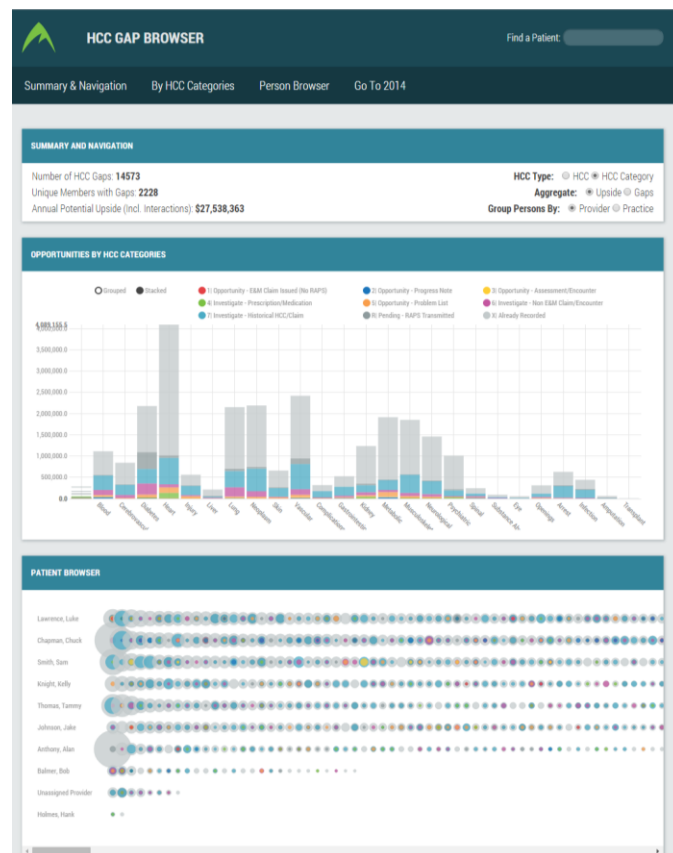 HCC GAP BROWSER
Find a Patient:
Summary & Navigation By HCC Categories Person Browser Go To 2014
SUMMARY AND NAVIGATION
Number of HCC Gaps: 14573
HCC Type: HCC HCC Category
Unique Members with Gaps: 2228
Aggregate: Upside Gaps
Annual Potential Upside (Incl. Interactions): $27,538,363
Group Persons By: Provider Practice
OPPORTUNITIES BY HCC CATEGORIES
Grouped Stacked 1| Opportunity - E&M Claim Issued (No RAPS) 2| Opportunity - Progress Note 3| Opportunity - Assessment/Encounter
4| Investigate - Prescription/Medication 5| Opportunity - Problem List 6| Investigate - Non E&M Claim/Encounter
7| Investigate - Historical HCC/Claim 8| Pending - RAPS Transmitted X| Already Recorded
3,500,000.0
3,000,000.0
2,500,000.0
2,000,000.0
1,500,000.0
1,000,000.0
500,000.0
0.0
Blood Diabetes Heart Injury Liver Lung Neoplasm Skin Vascular Kidney Metabolic Neurological Psychiatric Spinal Eye Openings Arrest Infection Amputation Transplant
PATIENT BROWSER
Lawrence, Luke
Chapman, Chuck
Smith, Sam
Knight, Kelly
Thomas, Tammy
Johnson, Jake
Anthony, Alan
Balmer, Bob
Unassigned Provider
Holmes, Hank